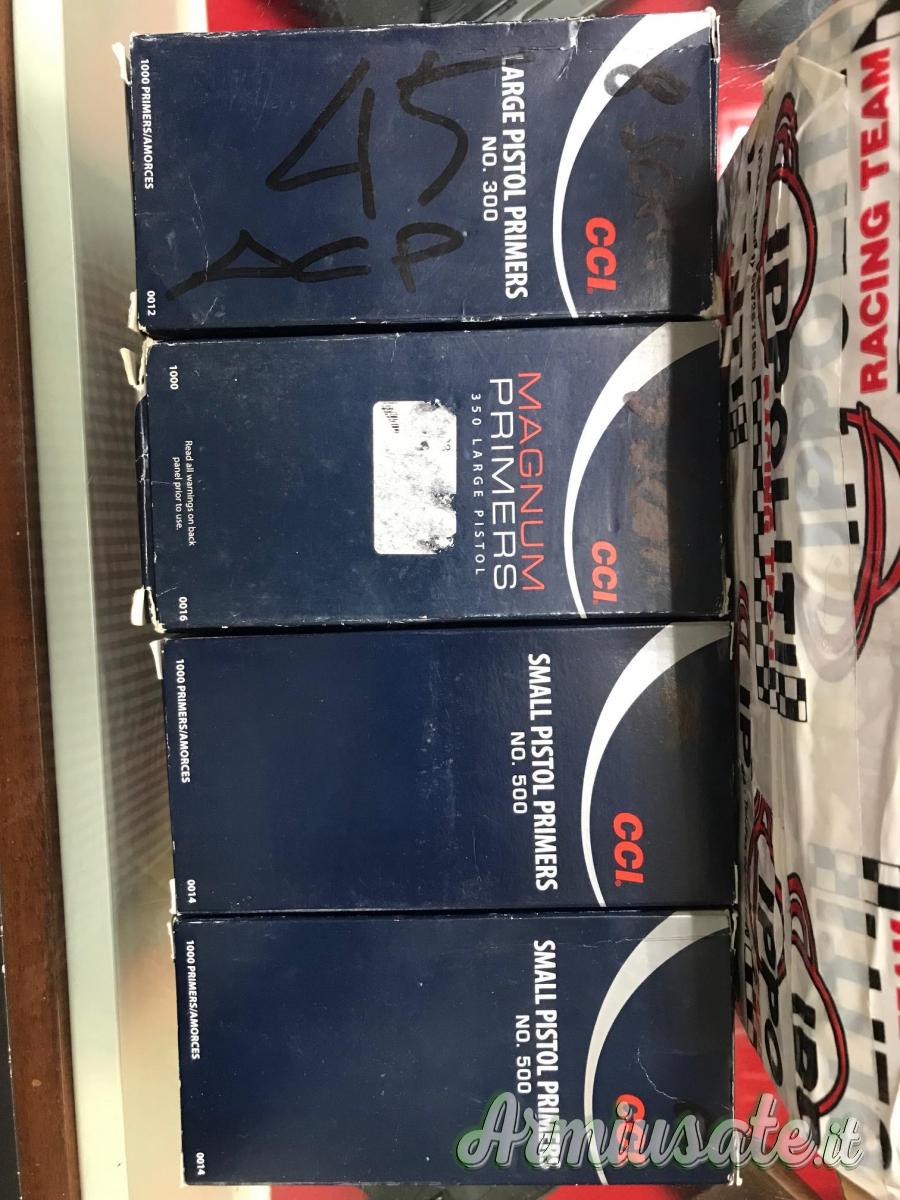 LARGE PISTOL PRIMERS
NO. 300
CCI
45
ACP
1000 PRIMERS/AMORCES
0012
MAGNUM
PRIMERS
350 LARGE PISTOL
CCI
1000
Read all warnings on back
panel prior to use.
0016
SMALL PISTOL PRIMERS
NO. 500
CCI
1000 PRIMERS/AMORCES
0014
SMALL PISTOL PRIMERS
NO. 500
CCI
1000 PRIMERS/AMORCES
0014
RACING TEAM
IPPOLITI
Armiusate.it